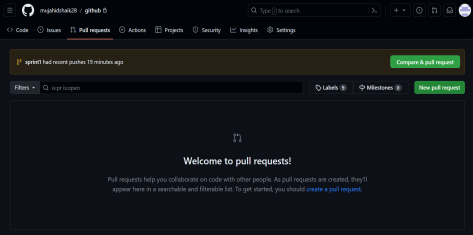 mujahidshaik28 / github
Type / to search
Code Issues Pull requests Actions Projects Security Insights Settings
sprint1 had recent pushes 19 minutes ago
Compare & pull request
Filters is:pr is:open Labels 9 Milestones 0 New pull request
Welcome to pull requests!
Pull requests help you collaborate on code with other people. As pull requests are created, they'll
appear here in a searchable and filterable list. To get started, you should create a pull request.